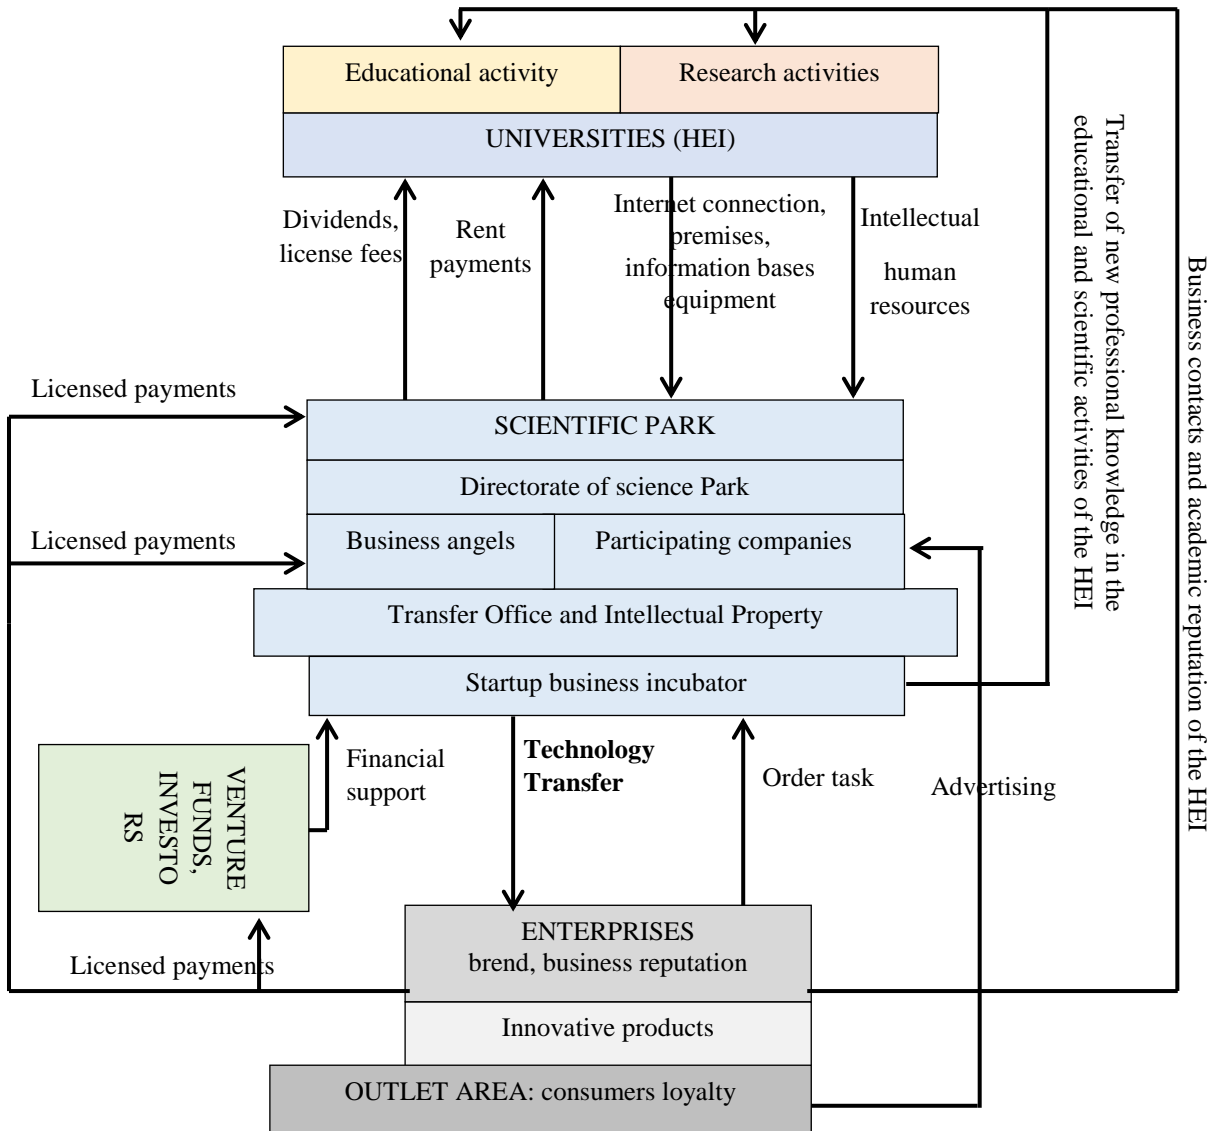 Educational activity
Research activities
UNIVERSITIES (HEI)
Dividends,
license fees
Rent
payments
Internet connection,
premises,
information bases
equipment
Intellectual
human
resources
Transfer of new professional knowledge in the
educational and scientific activities of the HEI
Business contacts and academic reputation of the HEI
Licensed payments
SCIENTIFIC PARK
Directorate of science Park
Licensed payments
Business angels
Participating companies
Transfer Office and Intellectual Property
Startup business incubator
VENTURE
FUNDS,
INVESTO
RS
Financial
support
Technology
Transfer
Order task
Advertising
Licensed payments
ENTERPRISES
brend, business reputation
Innovative products
OUTLET AREA: consumers loyalty